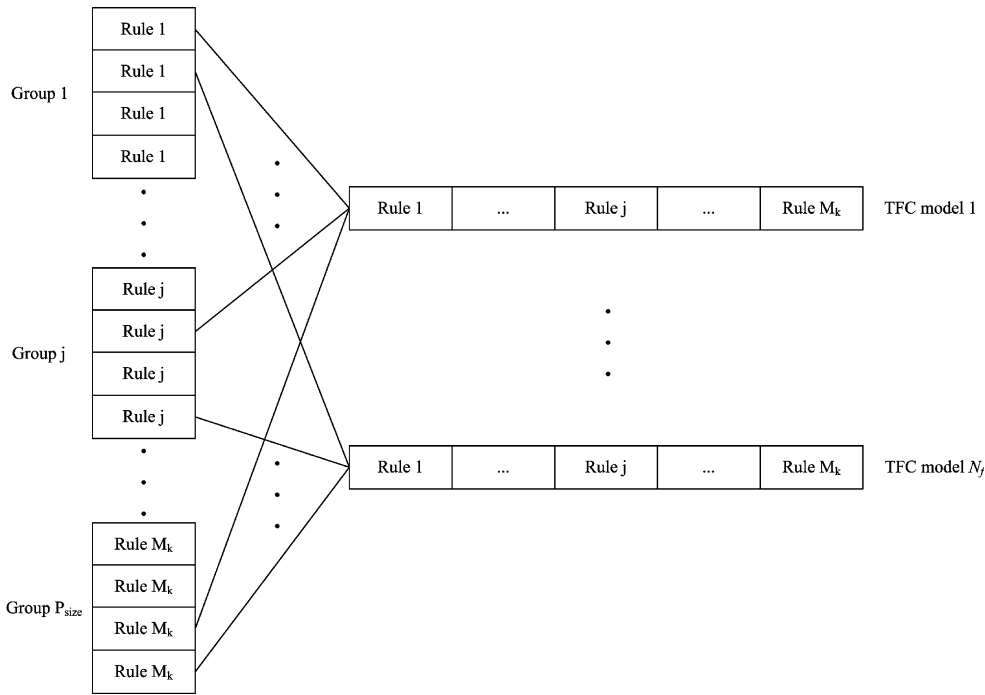 Group 1
Rule 1
Rule 1
Rule 1
Rule 1
Group j
Rule j
Rule j
Rule j
Rule j
Group Psize
Rule Mk
Rule Mk
Rule Mk
Rule Mk
Rule 1 ... Rule j ... Rule Mk TFC model 1
Rule 1 ... Rule j ... Rule Mk TFC model Nf